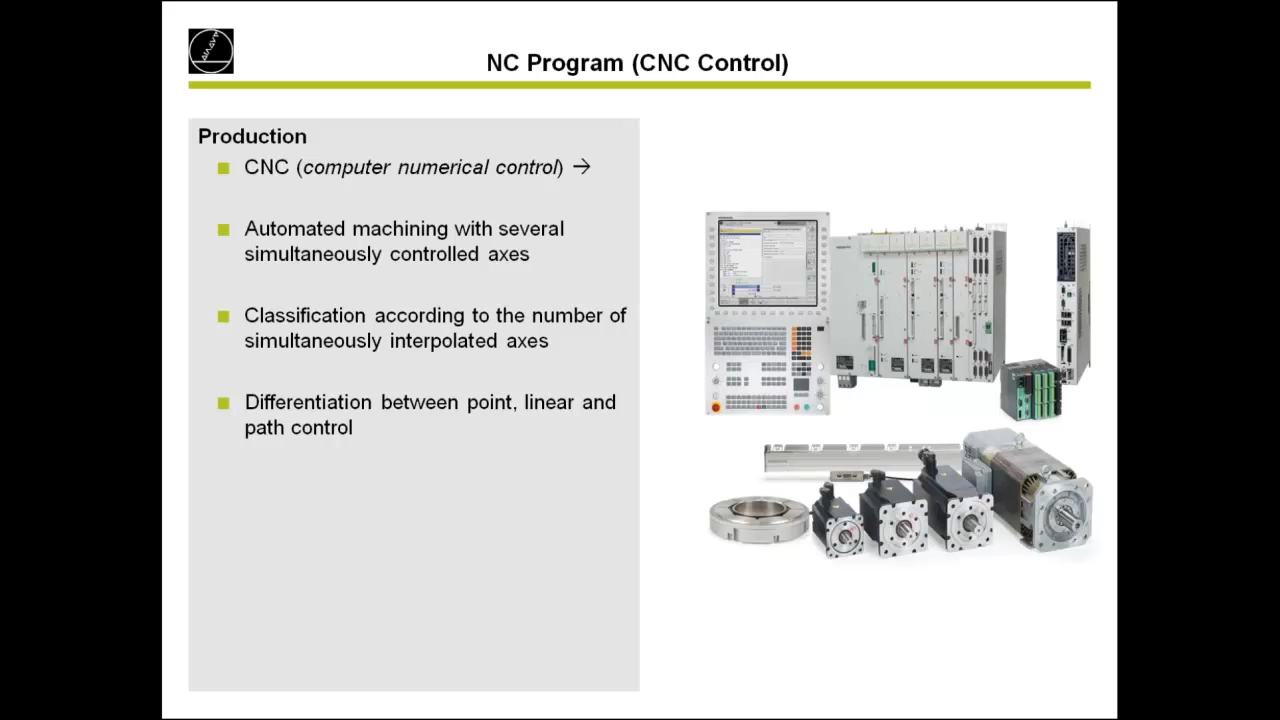 NC Program (CNC Control)
Production
CNC (computer numerical control) →
Automated machining with several
simultaneously controlled axes
Classification according to the number of
simultaneously interpolated axes
Differentiation between point, linear and
path control